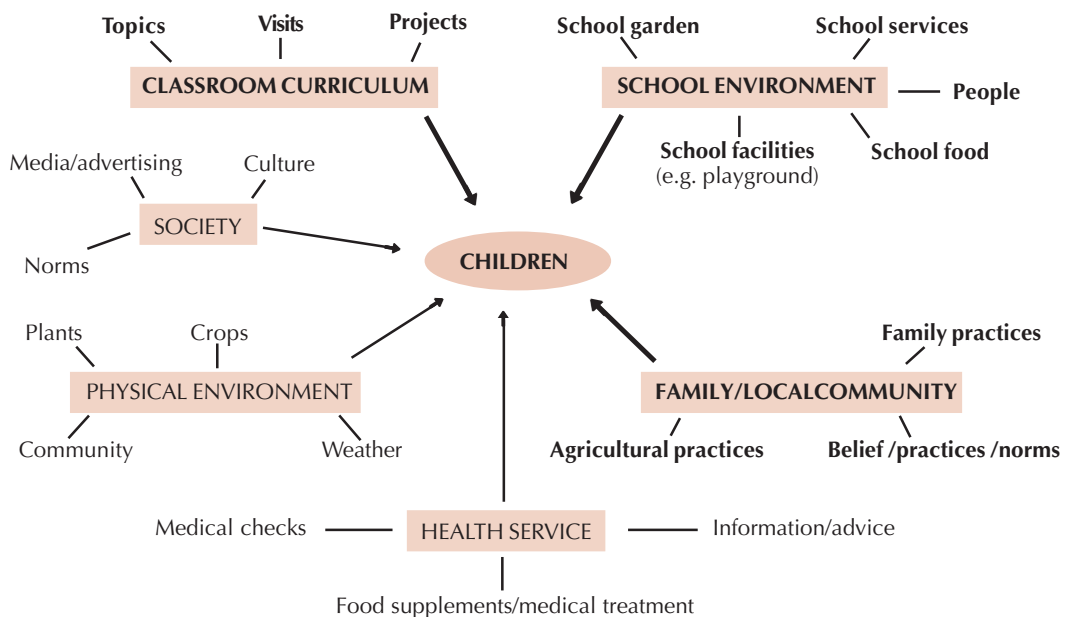 Topics
Visits
Projects
CLASSROOM CURRICULUM
School garden
School services
SCHOOL ENVIRONMENT
People
School facilities
(e.g. playground)
School food
Media/advertising
Culture
SOCIETY
Norms
CHILDREN
Plants
Crops
PHYSICAL ENVIRONMENT
Community
Weather
Family practices
FAMILY/LOCALCOMMUNITY
Agricultural practices
Belief /practices /norms
Medical checks
HEALTH SERVICE
Information/advice
Food supplements/medical treatment